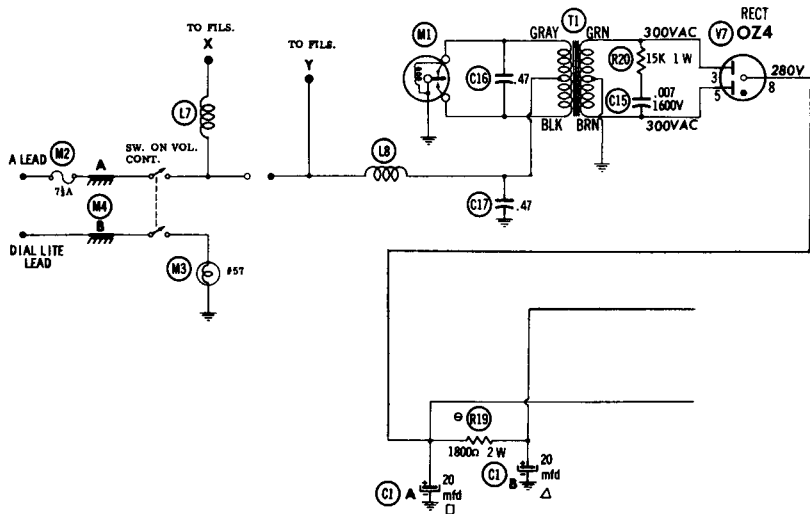 TO FILS.
X
TO FILS.
Y
L7
A LEAD
M2
7½A
A
SW. ON VOL.
CONT.
M4
B
DIAL LITE
LEAD
M3
#57
L8
C17
.47
M1
C16
.47
GRAY
BLK
T1
GRN
BRN
300VAC
R20
15K 1 W
C15
.007
1600V
300VAC
RECT
V7
OZ4
3
5
8
280V
⊖
R19
1800Ω 2 W
C1
A
20
mfd
□
C1
B
20
mfd
△